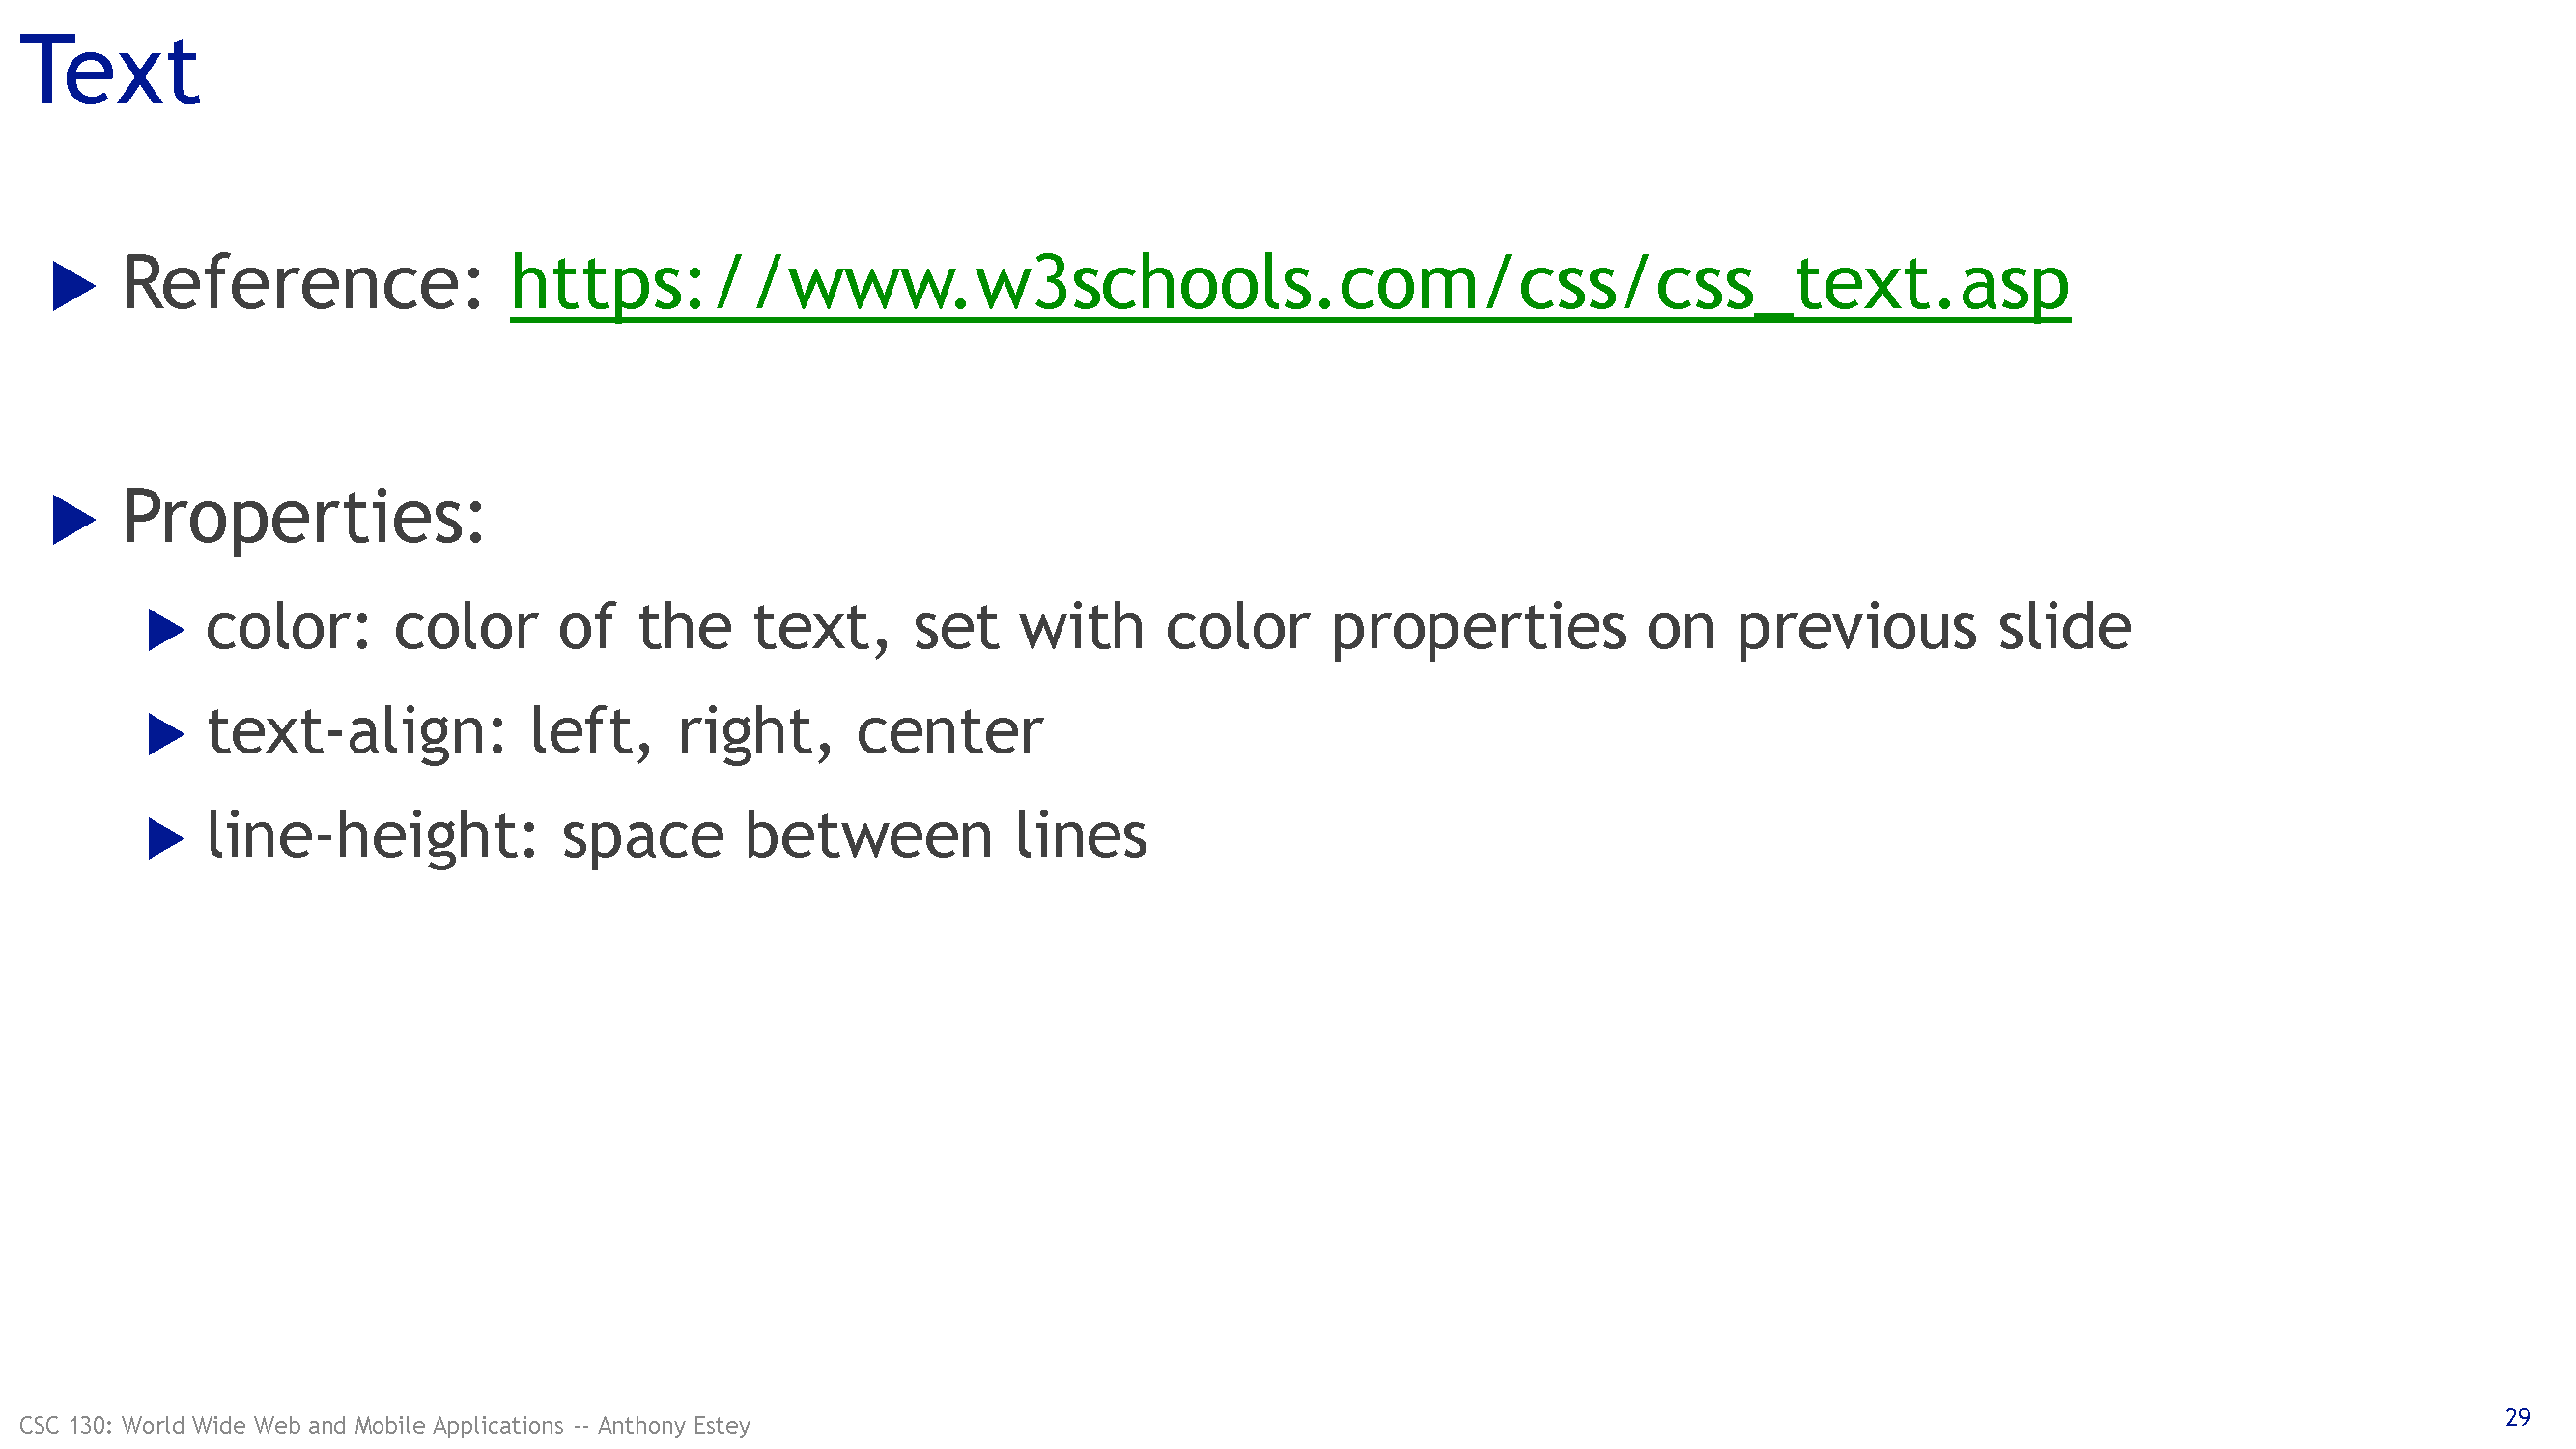 Text
Reference: https://www.w3schools.com/css/css_text.asp
Properties:
color: color of the text, set with color properties on previous slide
text-align: left, right, center
line-height: space between lines
CSC 130: World Wide Web and Mobile Applications -- Anthony Estey
29